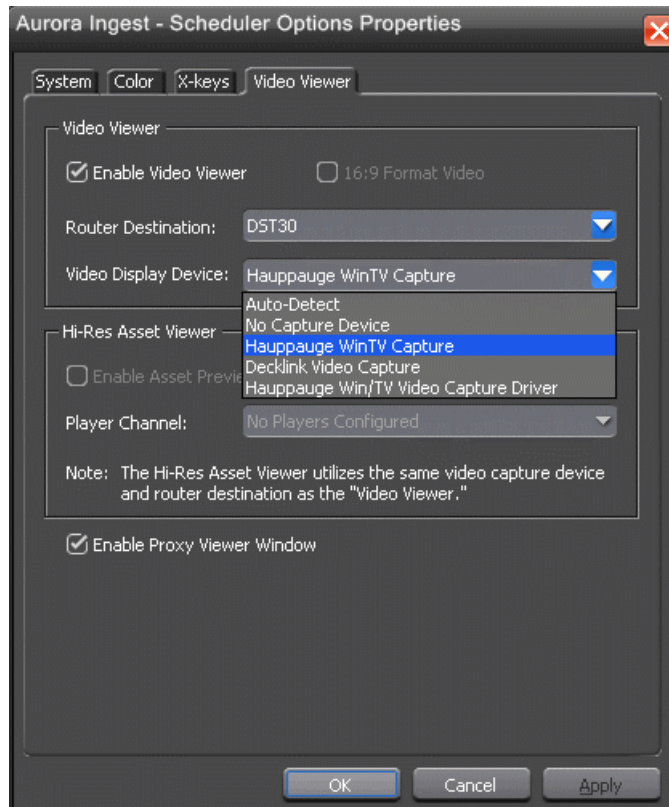 Aurora Ingest - Scheduler Options Properties
System Color X-keys Video Viewer
Video Viewer
Enable Video Viewer 16:9 Format Video
Router Destination: DST30
Video Display Device: Hauppauge WinTV Capture
Auto-Detect
No Capture Device
Hi-Res Asset Viewer
Hauppauge WinTV Capture
Decklink Video Capture
Enable Asset
Hauppauge Win/TV Video Capture Driver
Player Channel: No Players Configured
Note: The Hi-Res Asset Viewer utilizes the same video capture device
and router destination as the "Video Viewer."
Enable Proxy Viewer Window
OK Cancel Apply